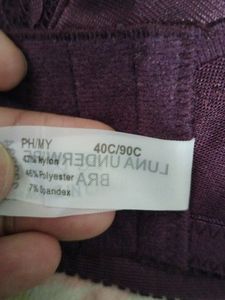 PH/MY 40C/90C
47% Nylon
46% Polyester
7% Spandex
LUNA UNDERWIRE
BRA